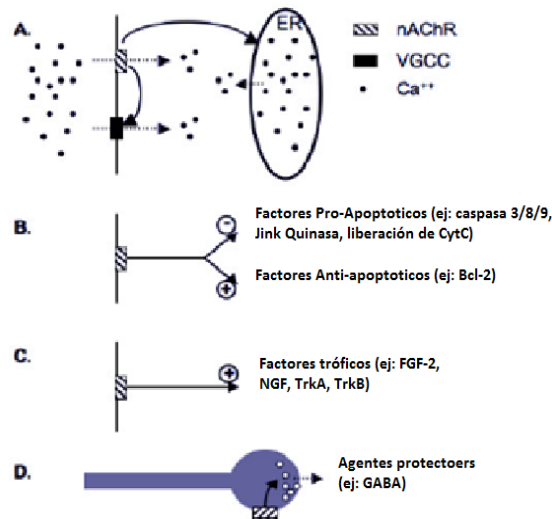 A.
ER
nAChR
VGCC
Ca++
B.
Factores Pro-Apoptoticos (ej: caspasa 3/8/9,
Jink Quinasa, liberación de CytC)
Factores Anti-apoptoticos (ej: Bcl-2)
C.
Factores tróficos (ej: FGF-2,
NGF, TrkA, TrkB)
D.
Agentes protectoers
(ej: GABA)